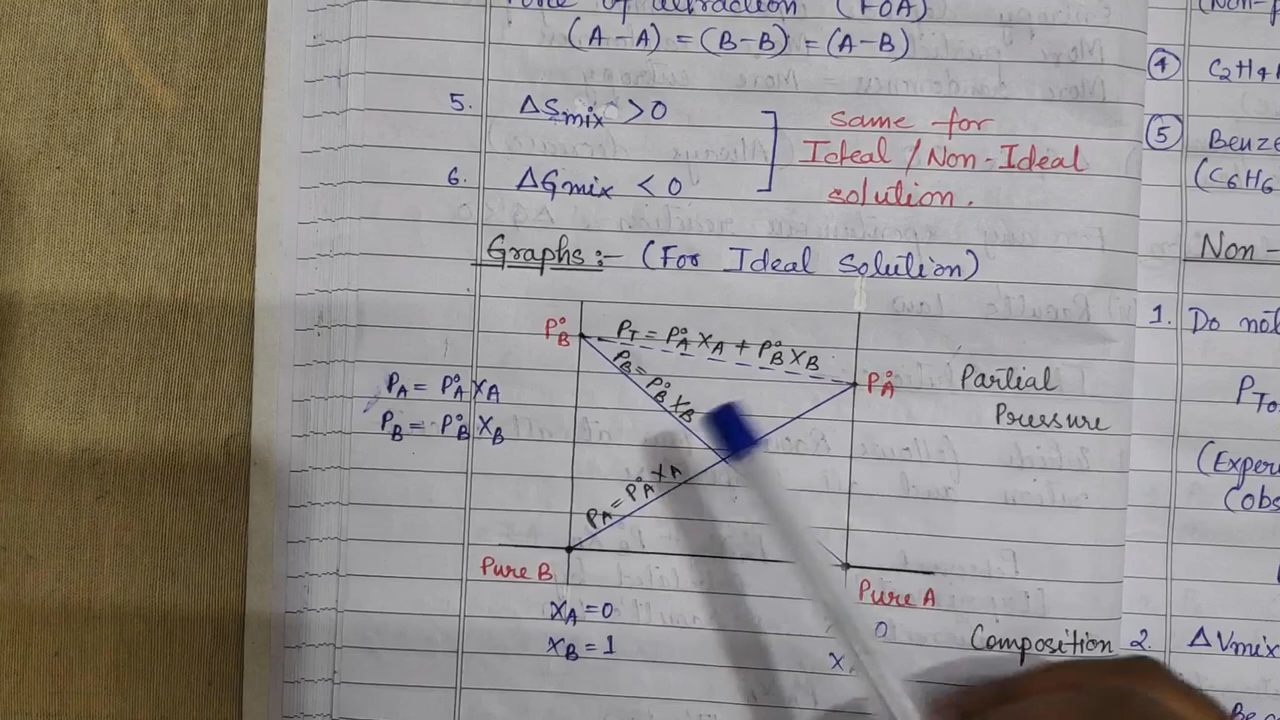 (FOA)
(A-A) = (B-B) = (A-B)
5. ΔSmix > 0
6. ΔGmix < 0
Same for
Ideal / Non-Ideal
solution.
Graphs :- (For Ideal Solution)
P°B
PT = P°A XA + P°B XB
PB = P°B XB
P°A
Partial
Pressure
PA = P°A XA
PB = P°B XB
PA = P°A XA
Pure B
Pure A
XA = 0
XB = 1
0
X
Composition
④ C2H4
⑤ Benze
(C6H6
Non-
1. Do not
PTo
(Exper
(obs
2. ΔVmix